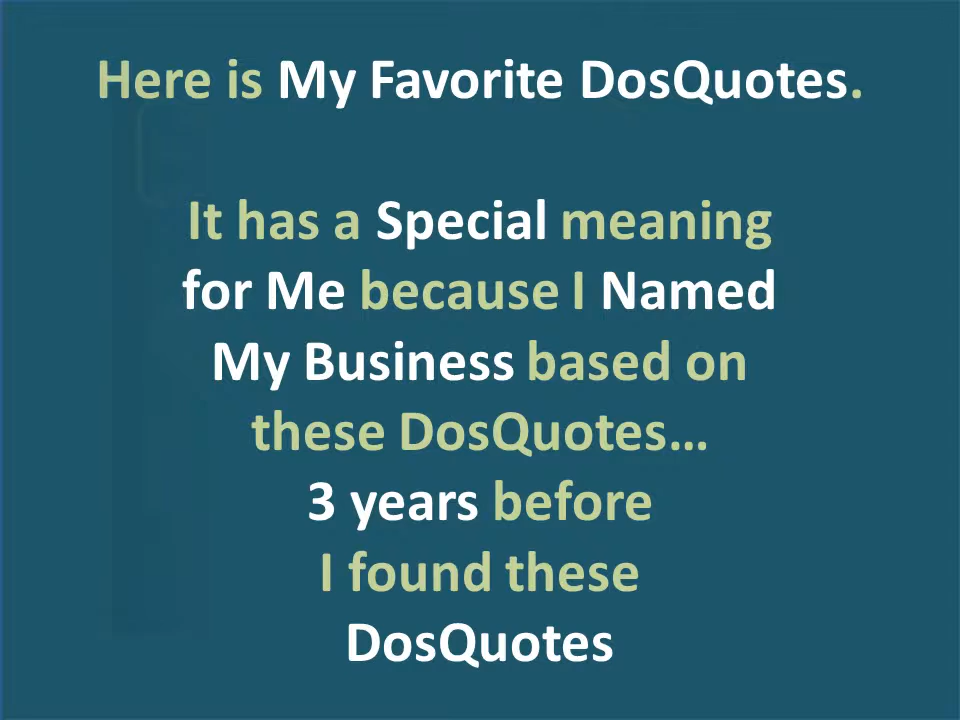 Here is My Favorite DosQuotes.
It has a Special meaning
for Me because I Named
My Business based on
these DosQuotes…
3 years before
I found these
DosQuotes